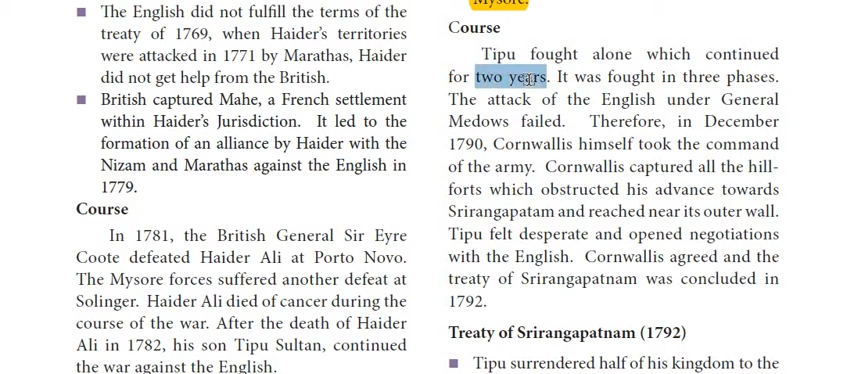 The English did not fulfill the terms of the
treaty of 1769, when Haider's territories
were attacked in 1771 by Marathas, Haider
did not get help from the British.
British captured Mahe, a French settlement
within Haider's Jurisdiction. It led to the
formation of an alliance by Haider with the
Nizam and Marathas against the English in
1779.
Course
In 1781, the British General Sir Eyre
Coote defeated Haider Ali at Porto Novo.
The Mysore forces suffered another defeat at
Solinger. Haider Ali died of cancer during the
course of the war. After the death of Haider
Ali in 1782, his son Tipu Sultan, continued
the war against the English.
Mysore.
Course
Tipu fought alone which continued
for two years. It was fought in three phases.
The attack of the English under General
Medows failed. Therefore, in December
1790, Cornwallis himself took the command
of the army. Cornwallis captured all the hill-
forts which obstructed his advance towards
Srirangapatam and reached near its outer wall.
Tipu felt desperate and opened negotiations
with the English. Cornwallis agreed and the
treaty of Srirangapatnam was concluded in
1792.
Treaty of Srirangapatnam (1792)
Tipu surrendered half of his kingdom to the